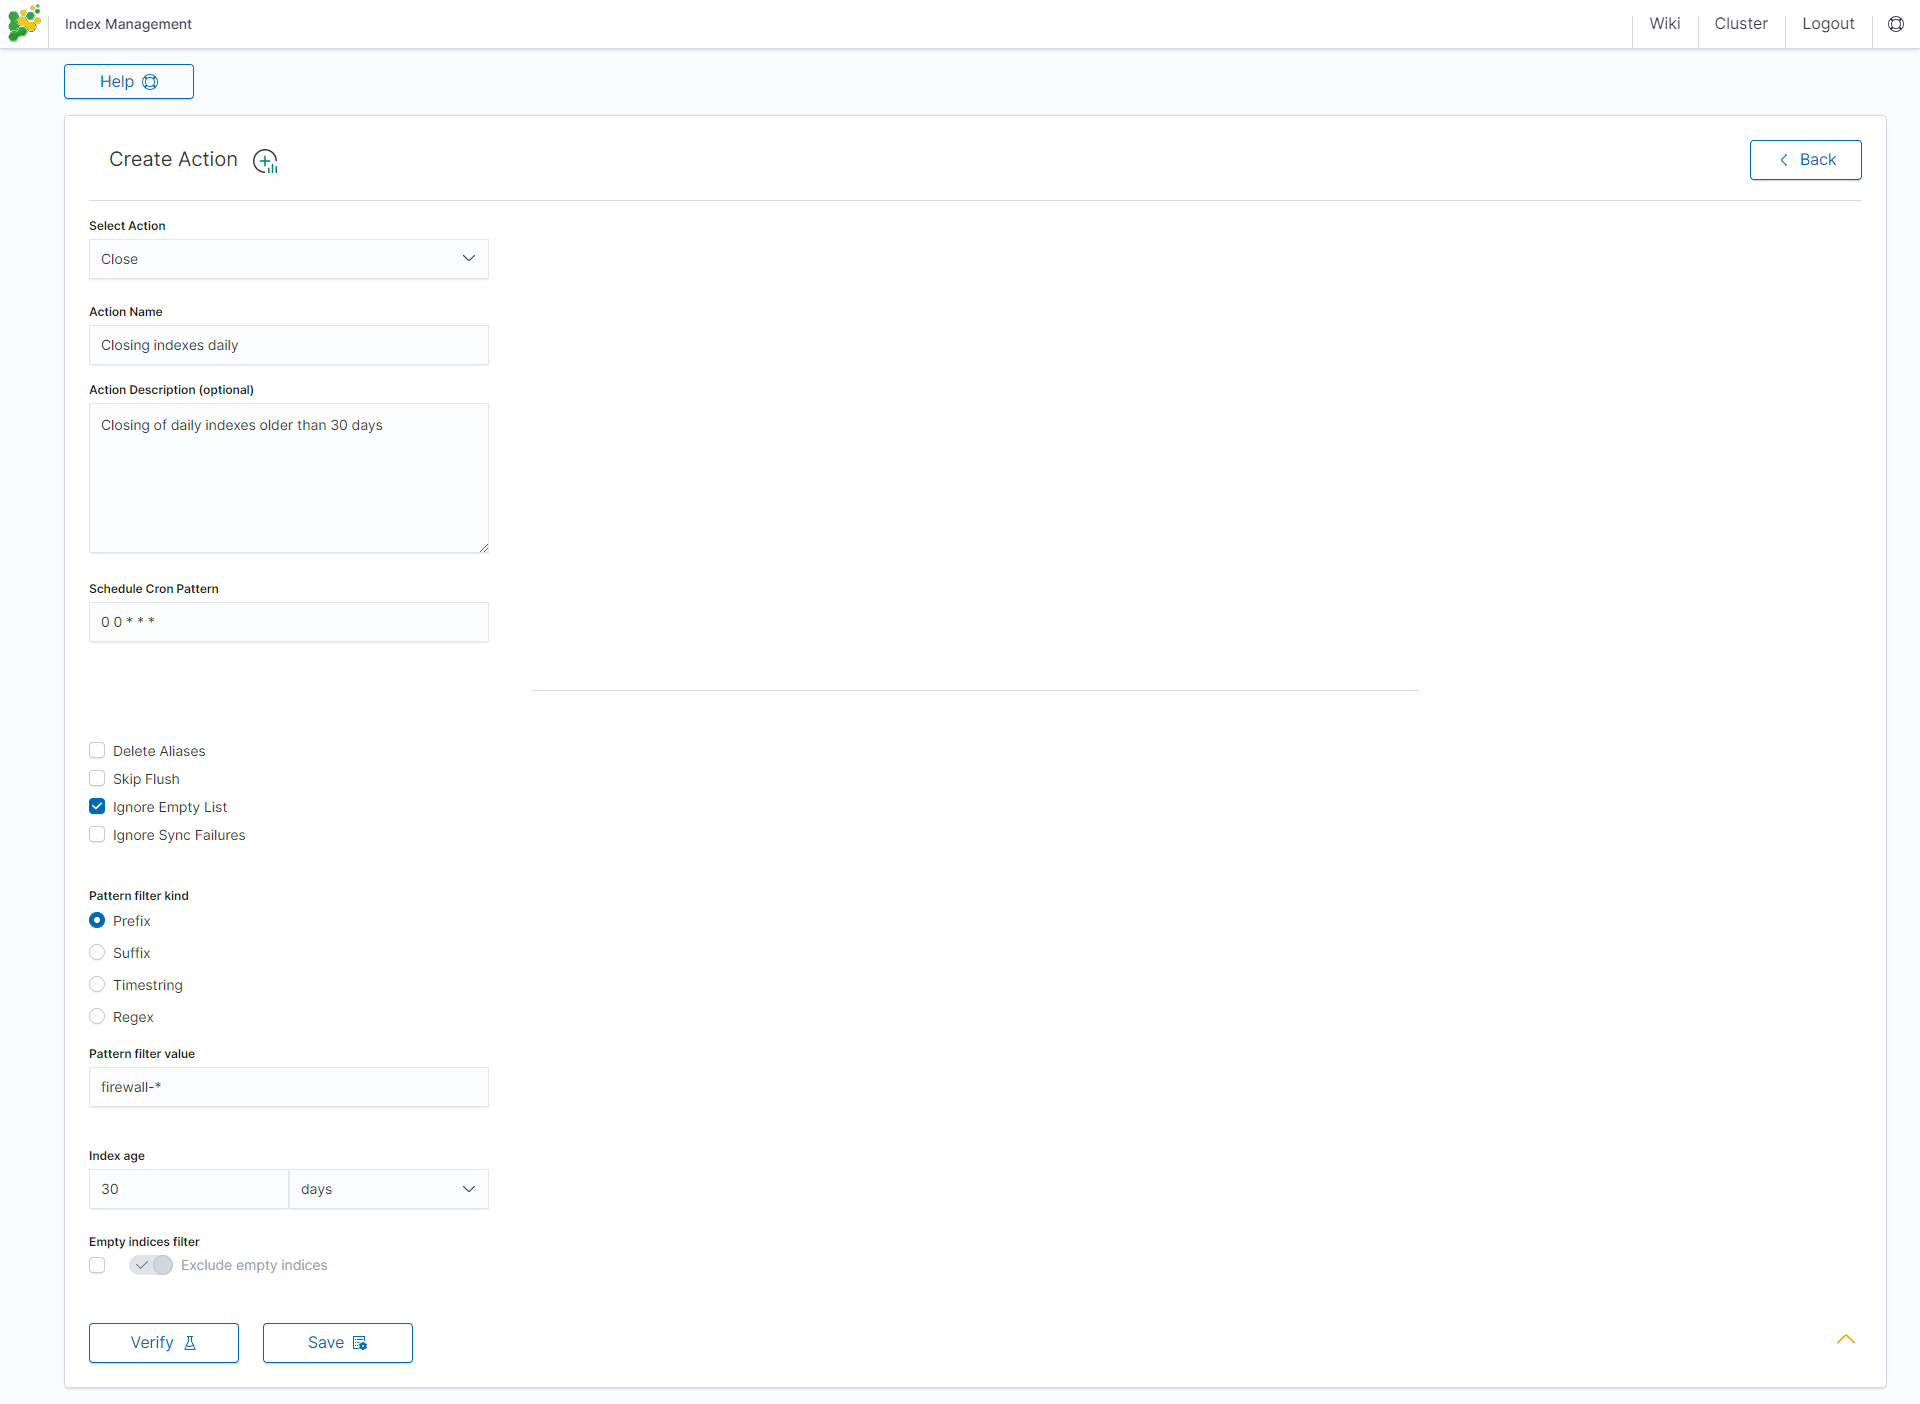 Index Management
Wiki
Cluster
Logout
Help
Create Action
Back
Select Action
Close
Action Name
Closing indexes daily
Action Description (optional)
Closing of daily indexes older than 30 days
Schedule Cron Pattern
0 0 * * *
Delete Aliases
Skip Flush
Ignore Empty List
Ignore Sync Failures
Pattern filter kind
Prefix
Suffix
Timestring
Regex
Pattern filter value
firewall-*
Index age
30 days
Empty indices filter
Exclude empty indices
Verify
Save